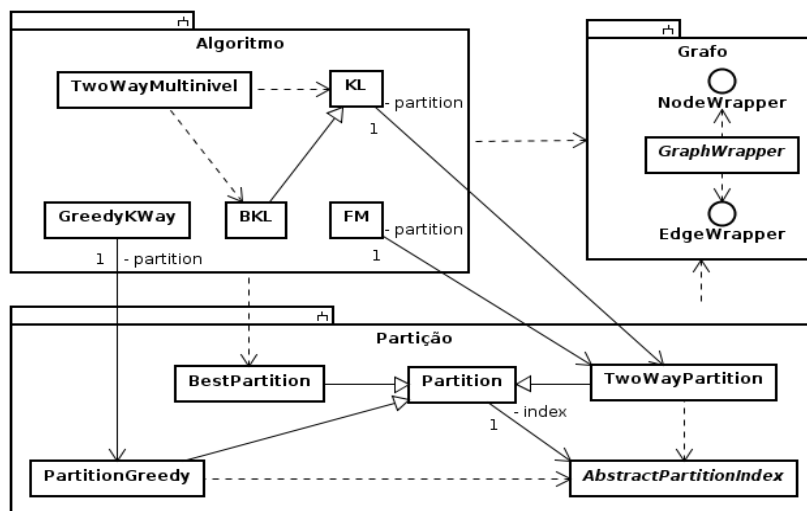 Algoritmo
Grafo
TwoWayMultinivel
KL
- partition
1
NodeWrapper
GraphWrapper
GreedyKWay
BKL
FM
- partition
1
EdgeWrapper
1 - partition
Partição
BestPartition
Partition
TwoWayPartition
- index
1
PartitionGreedy
AbstractPartitionIndex